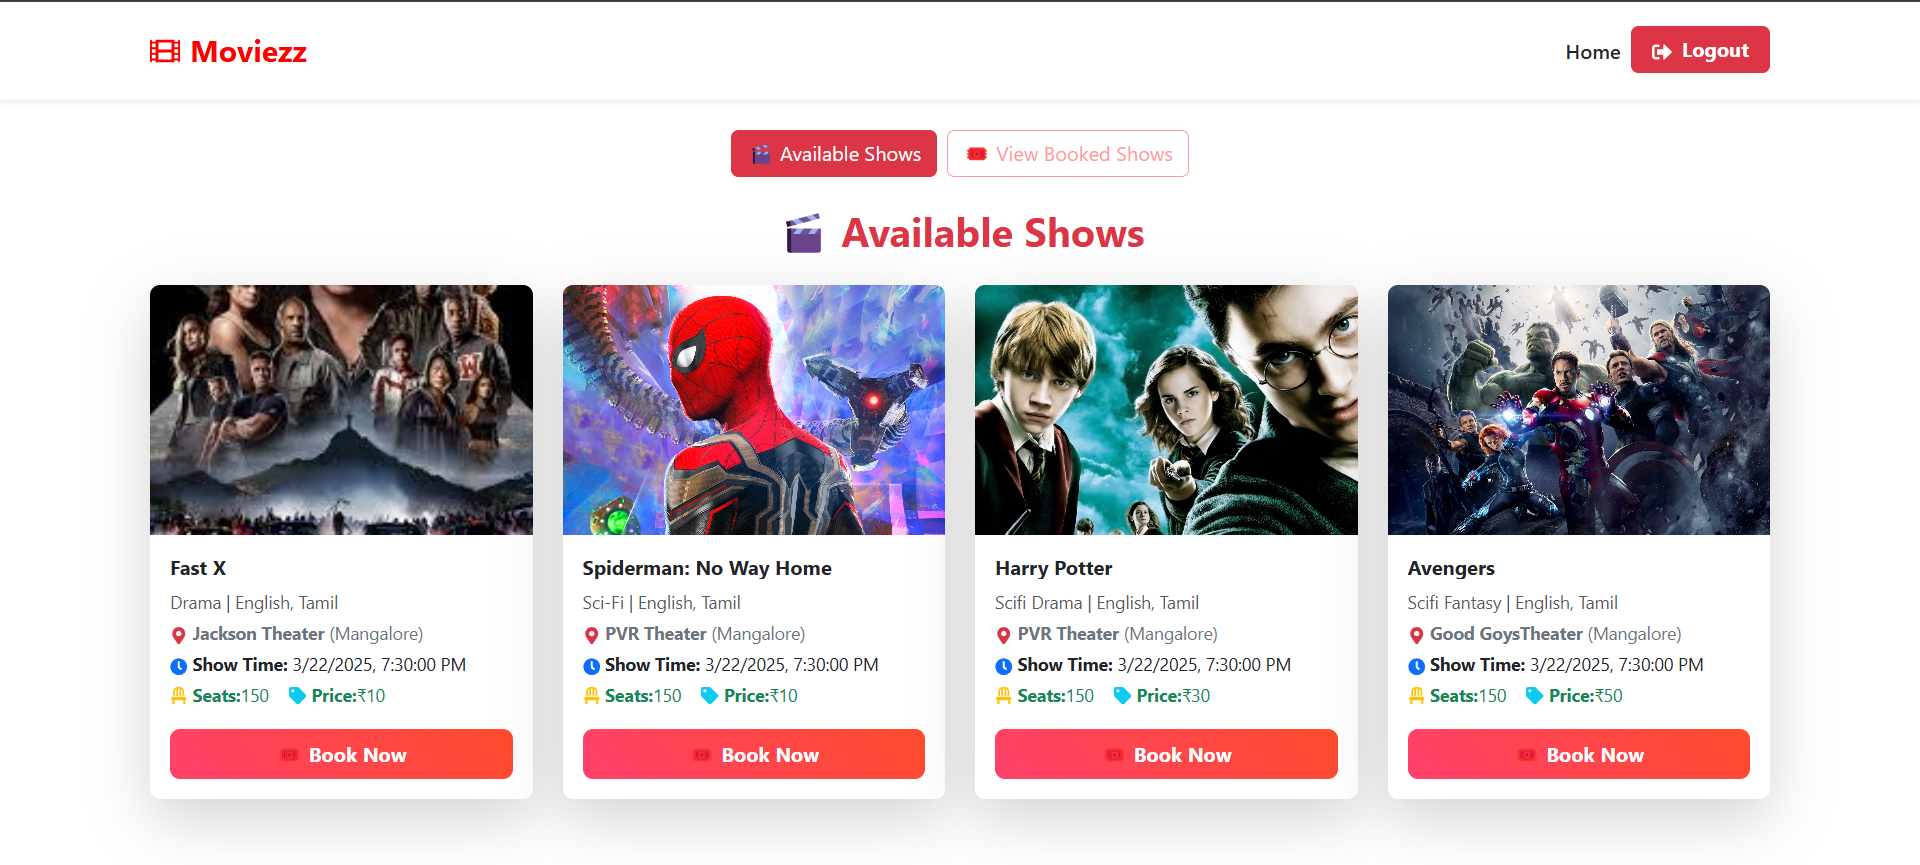 Moviezz
Home
Logout
Available Shows
View Booked Shows
Available Shows
Fast X
Drama | English, Tamil
Jackson Theater (Mangalore)
Show Time: 3/22/2025, 7:30:00 PM
Seats:150 Price:₹10
Book Now
Spiderman: No Way Home
Sci-Fi | English, Tamil
PVR Theater (Mangalore)
Show Time: 3/22/2025, 7:30:00 PM
Seats:150 Price:₹10
Book Now
Harry Potter
Scifi Drama | English, Tamil
PVR Theater (Mangalore)
Show Time: 3/22/2025, 7:30:00 PM
Seats:150 Price:₹30
Book Now
Avengers
Scifi Fantasy | English, Tamil
Good GoysTheater (Mangalore)
Show Time: 3/22/2025, 7:30:00 PM
Seats:150 Price:₹50
Book Now